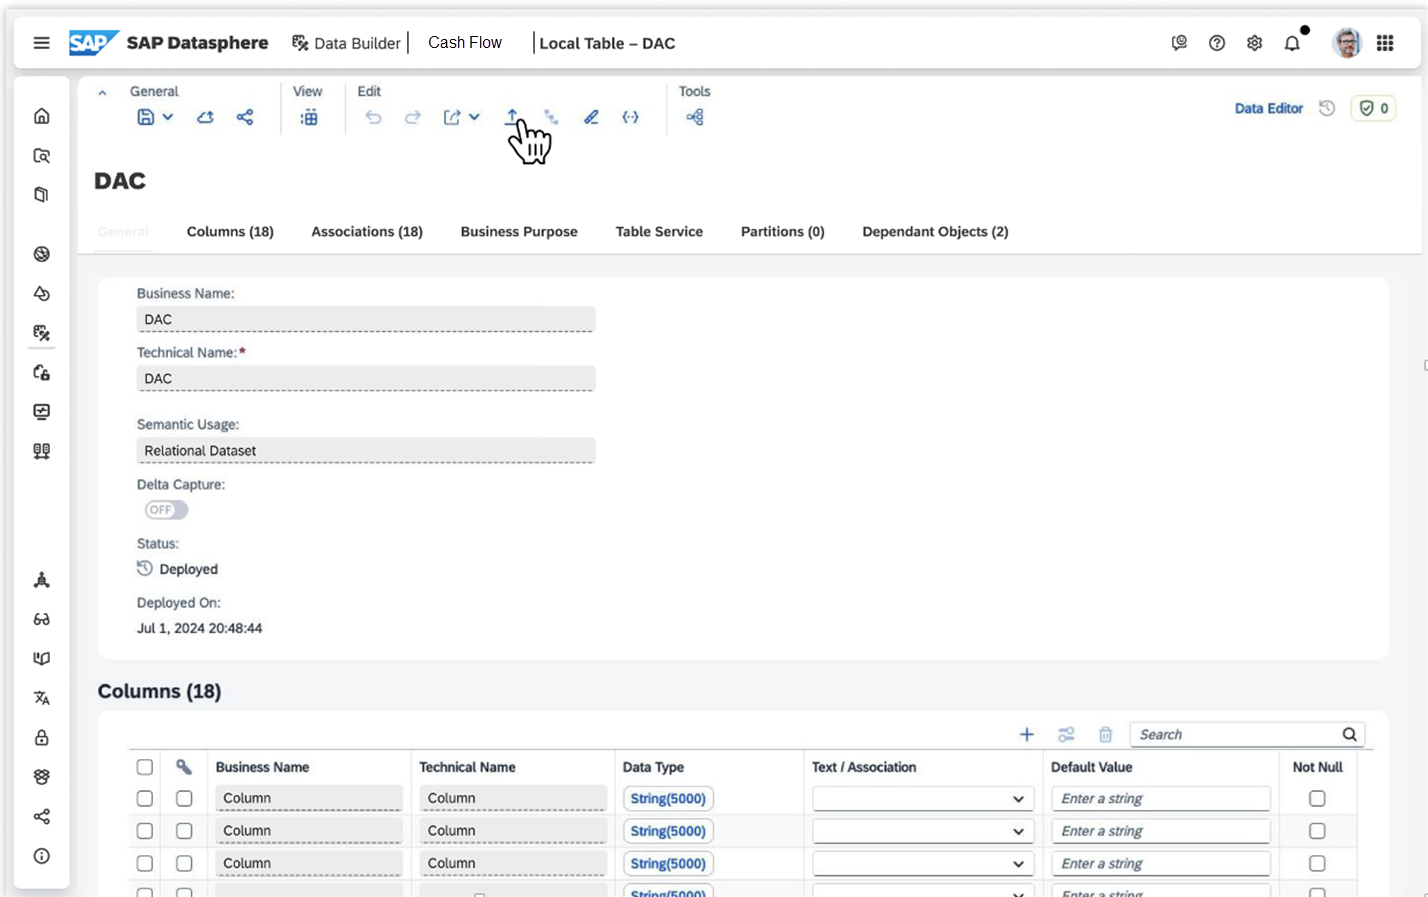 SAP SAP Datasphere Data Builder Cash Flow Local Table – DAC
General View Edit Tools
Data Editor 0
DAC
General Columns (18) Associations (18) Business Purpose Table Service Partitions (0) Dependant Objects (2)
Business Name:
DAC
Technical Name:*
DAC
Semantic Usage:
Relational Dataset
Delta Capture:
OFF
Status:
Deployed
Deployed On:
Jul 1, 2024 20:48:44
Columns (18)
Search
Business Name Technical Name Data Type Text / Association Default Value Not Null
Column Column String(5000) Enter a string
Column Column String(5000) Enter a string
Column Column String(5000) Enter a string
String(5000) Enter a string